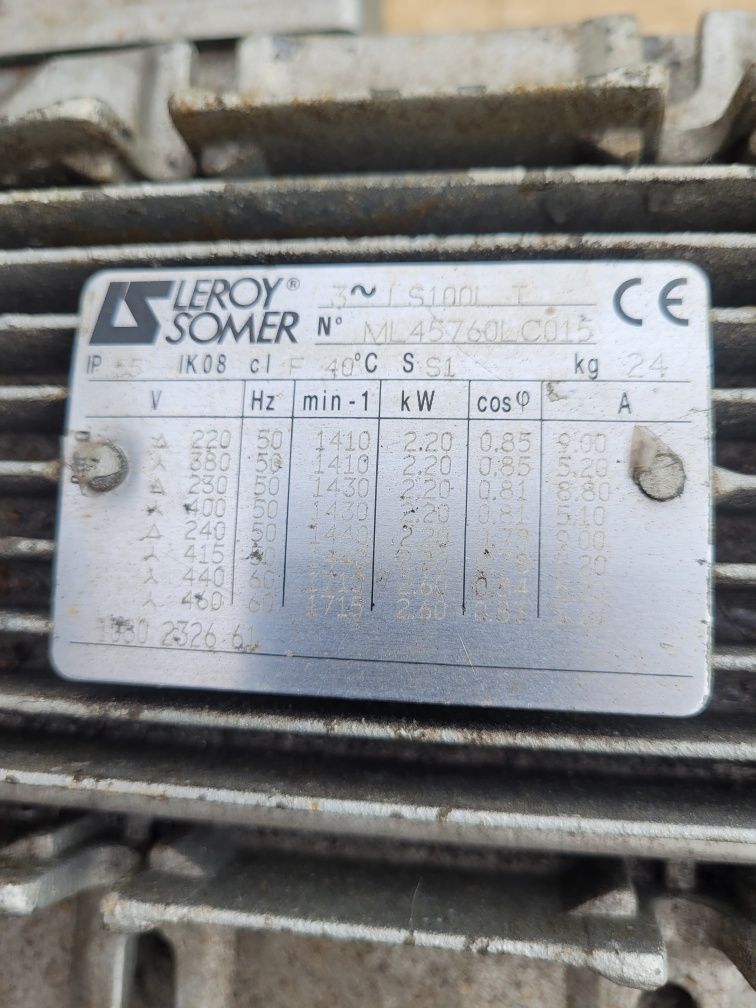 LEROY® 3~ LS100L T CE
SOMER N° ML45760LC015
IP 55 IK08 cl F 40°C S S1 kg 24
V Hz min-1 kW cosφ A
Δ 220 50 1410 2.20 0.85 9.00
⅄ 380 50 1410 2.20 0.85 5.20
Δ 230 50 1430 2.20 0.81 8.80
⅄ 400 50 1430 2.20 0.81 5.10
Δ 240 50 2.20 9.00
⅄ 415
⅄ 440 60 2.60
⅄ 460 60 1715 2.60
2326 61